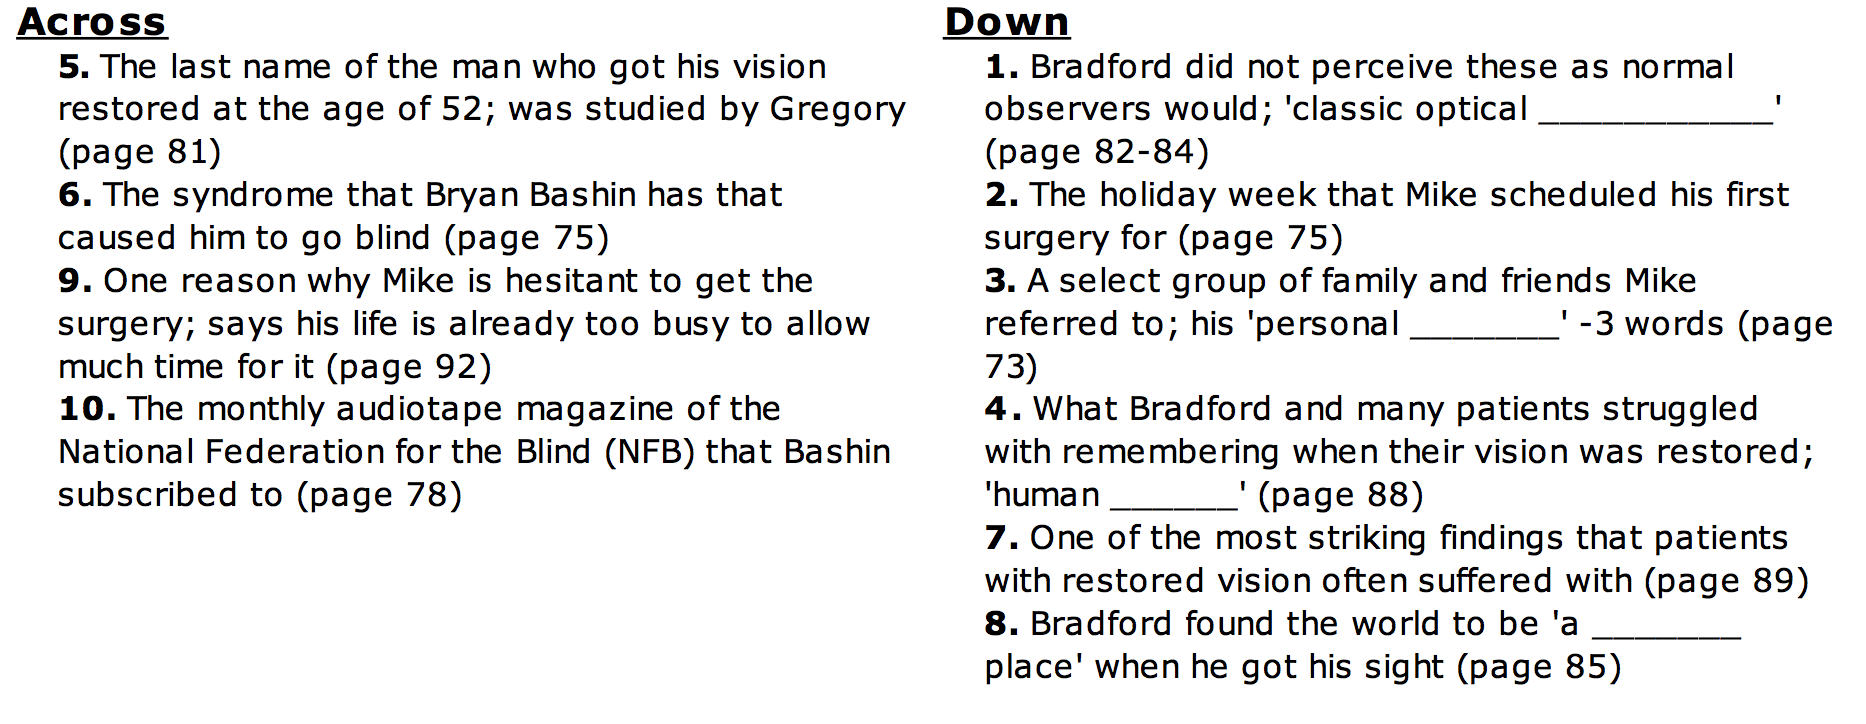 Across
5. The last name of the man who got his vision
restored at the age of 52; was studied by Gregory
(page 81)
6. The syndrome that Bryan Bashin has that
caused him to go blind (page 75)
9. One reason why Mike is hesitant to get the
surgery; says his life is already too busy to allow
much time for it (page 92)
10. The monthly audiotape magazine of the
National Federation for the Blind (NFB) that Bashin
subscribed to (page 78)
Down
1. Bradford did not perceive these as normal
observers would; 'classic optical ___________'
(page 82-84)
2. The holiday week that Mike scheduled his first
surgery for (page 75)
3. A select group of family and friends Mike
referred to; his 'personal _______' -3 words (page
73)
4. What Bradford and many patients struggled
with remembering when their vision was restored;
'human ______' (page 88)
7. One of the most striking findings that patients
with restored vision often suffered with (page 89)
8. Bradford found the world to be 'a _______
place' when he got his sight (page 85)